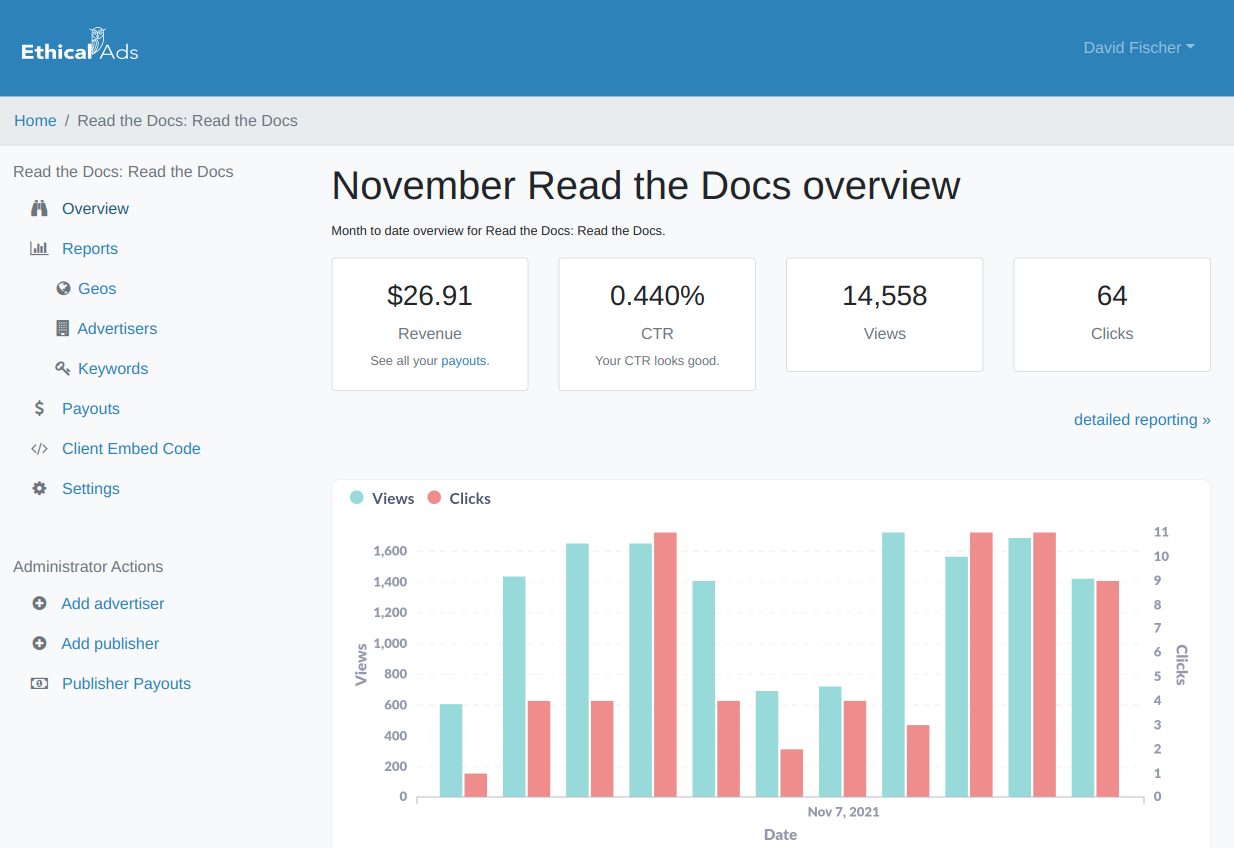 Ethical Ads
David Fischer
Home / Read the Docs: Read the Docs
Read the Docs: Read the Docs
Overview
Reports
Geos
Advertisers
Keywords
Payouts
Client Embed Code
Settings
Administrator Actions
Add advertiser
Add publisher
Publisher Payouts
November Read the Docs overview
Month to date overview for Read the Docs: Read the Docs.
$26.91
Revenue
See all your payouts.
0.440%
CTR
Your CTR looks good.
14,558
Views
64
Clicks
detailed reporting »
Views Clicks
1,600
1,400
1,200
1,000
800
600
400
200
0
Views
11
10
9
8
7
6
5
4
3
2
1
0
Clicks
Nov 7, 2021
Date